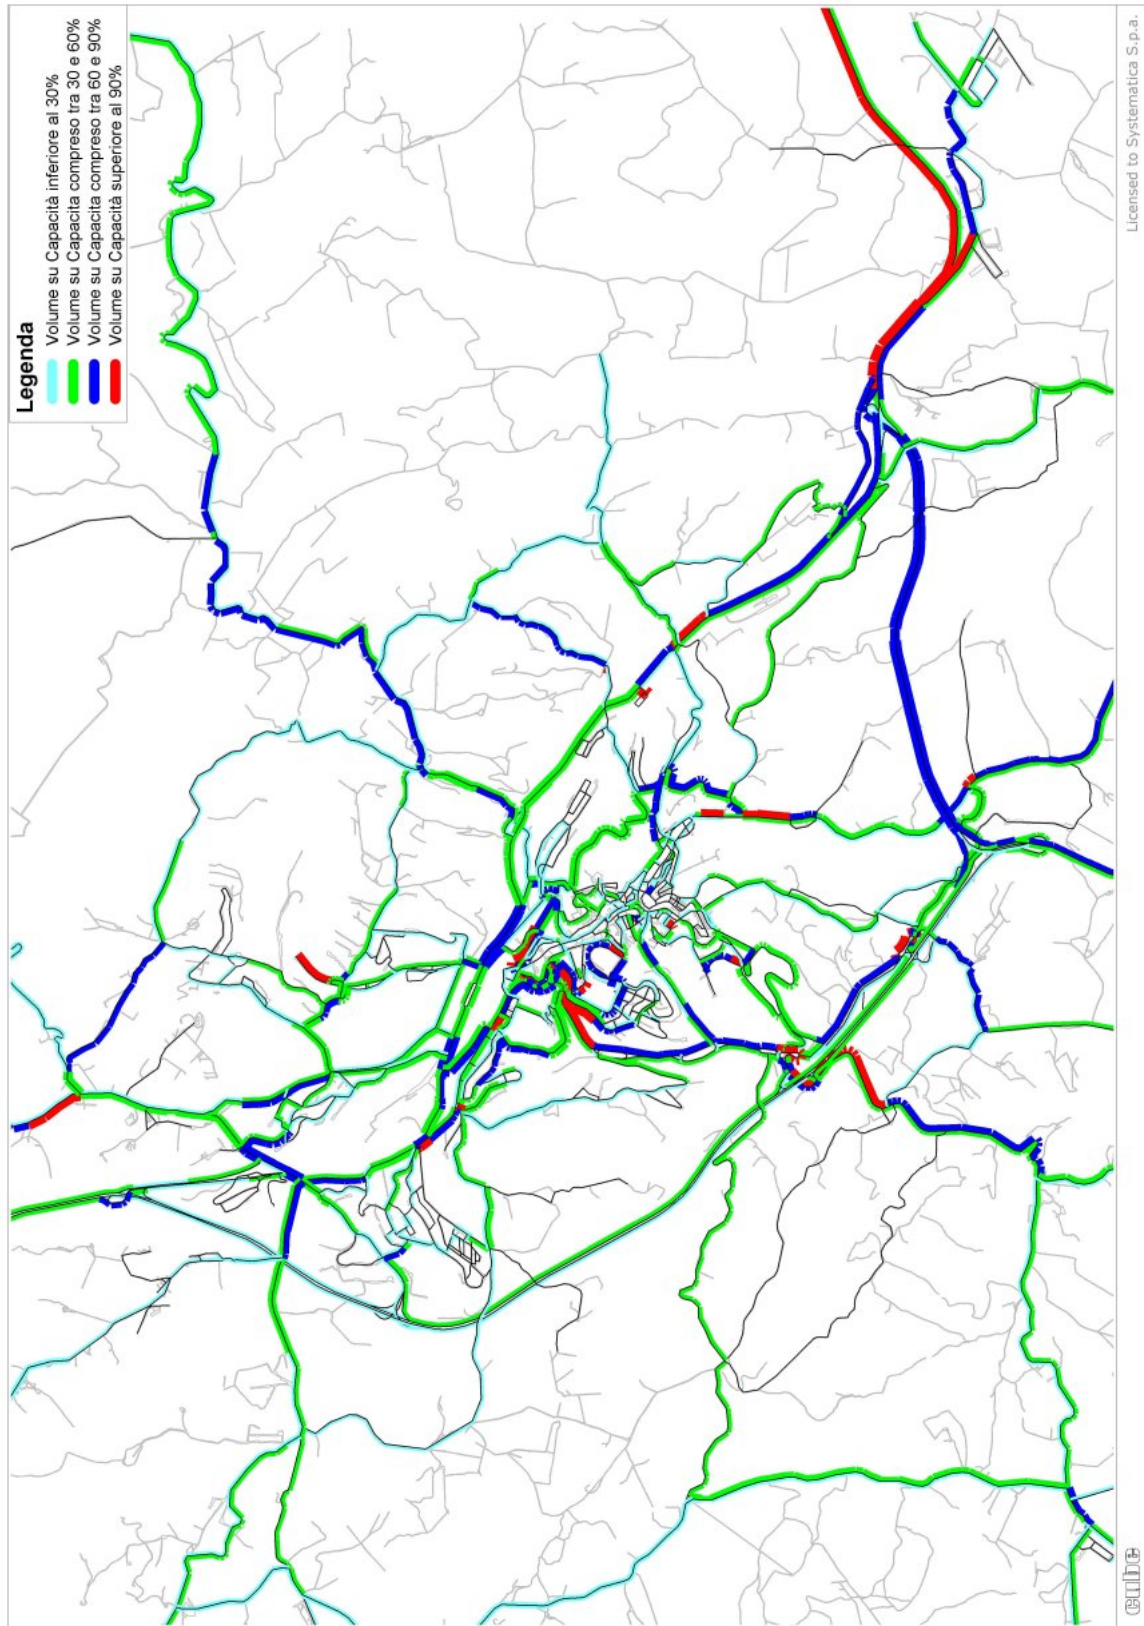 Legenda
Volume su Capacità inferiore al 30%
Volume su Capacita compreso tra 30 e 60%
Volume su Capacita compreso tra 60 e 90%
Volume su Capacità superiore al 90%
cube
Licensed to Systematica S.p.a.